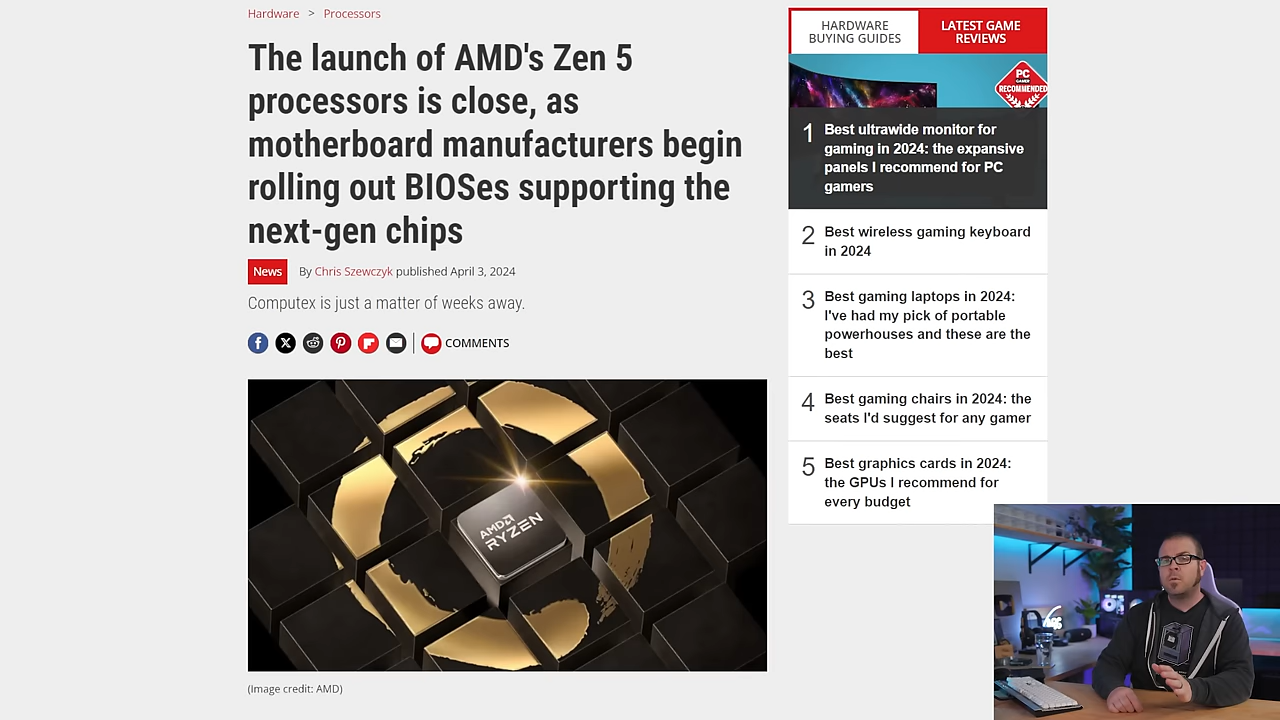 Hardware > Processors
The launch of AMD's Zen 5
processors is close, as
motherboard manufacturers begin
rolling out BIOSes supporting the
next-gen chips
News By Chris Szewczyk published April 3, 2024
Computex is just a matter of weeks away.
COMMENTS
AMD
RYZEN
(Image credit: AMD)
HARDWARE
BUYING GUIDES
LATEST GAME
REVIEWS
PC
GAMER
RECOMMENDED
1 Best ultrawide monitor for
gaming in 2024: the expansive
panels I recommend for PC
gamers
2 Best wireless gaming keyboard
in 2024
3 Best gaming laptops in 2024:
I've had my pick of portable
powerhouses and these are the
best
4 Best gaming chairs in 2024: the
seats I'd suggest for any gamer
5 Best graphics cards in 2024:
the GPUs I recommend for
every budget